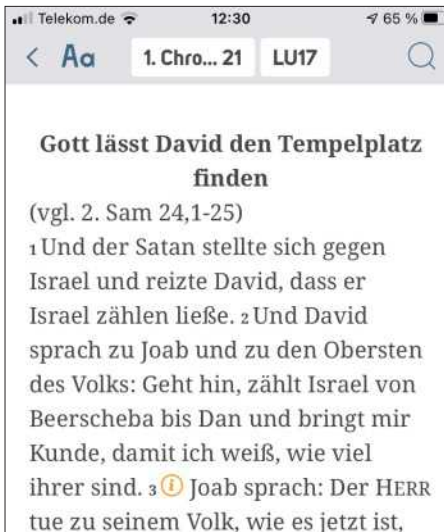 Telekom.de 12:30 65 %
Aa 1. Chro... 21 LU17
Gott lässt David den Tempelplatz
finden
(vgl. 2. Sam 24,1-25)
1 Und der Satan stellte sich gegen
Israel und reizte David, dass er
Israel zählen ließe. 2 Und David
sprach zu Joab und zu den Obersten
des Volks: Geht hin, zählt Israel von
Beerscheba bis Dan und bringt mir
Kunde, damit ich weiß, wie viel
ihrer sind. 3 i Joab sprach: Der HERR
tue zu seinem Volk, wie es jetzt ist,